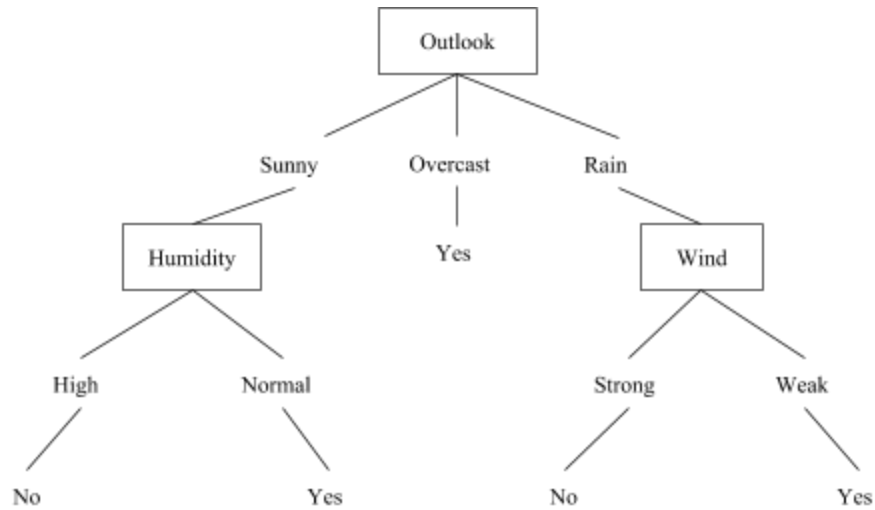 Outlook
Sunny Overcast Rain
Humidity Yes Wind
High Normal Strong Weak
No Yes No Yes